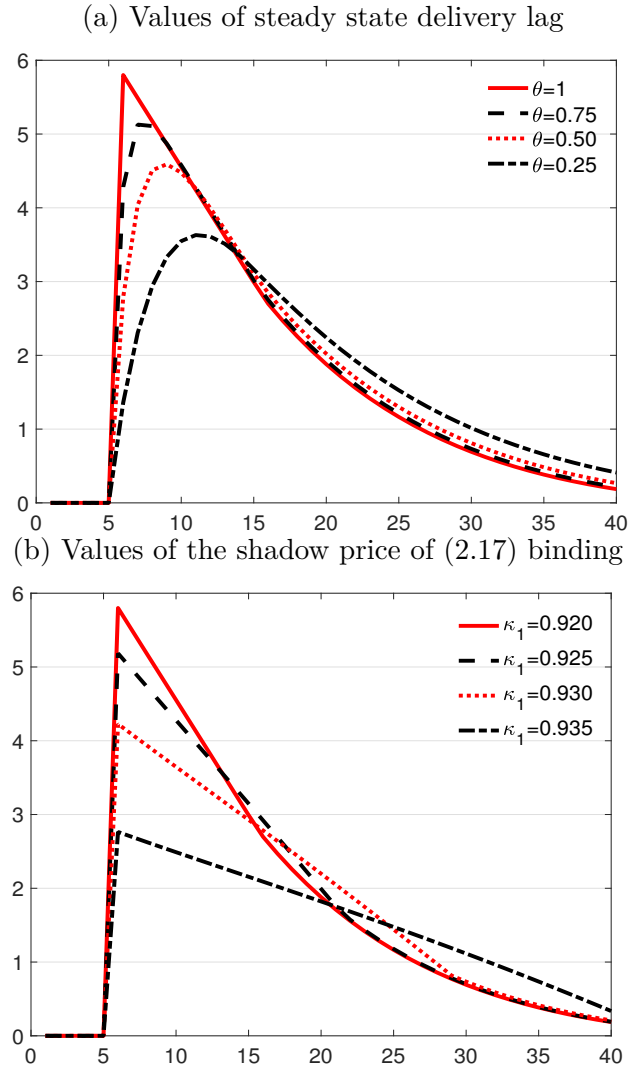 (a) Values of steady state delivery lag
6
5
4
3
2
1
0
θ=1
θ=0.75
θ=0.50
θ=0.25
0 5 10 15 20 25 30 35 40
(b) Values of the shadow price of (2.17) binding
6
5
4
3
2
1
0
κ₁=0.920
κ₁=0.925
κ₁=0.930
κ₁=0.935
0 5 10 15 20 25 30 35 40